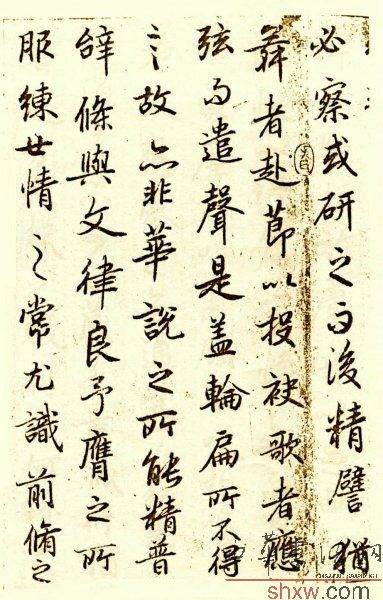 必察或研之而後精譬猶
舞者赴莭以投袂歌者應
弦而遣聲是盖輪扁所不得
言故亦非華說之所能精普
辭條與文律良予膺之所
服練世情之常尤識前脩之
shxw.com